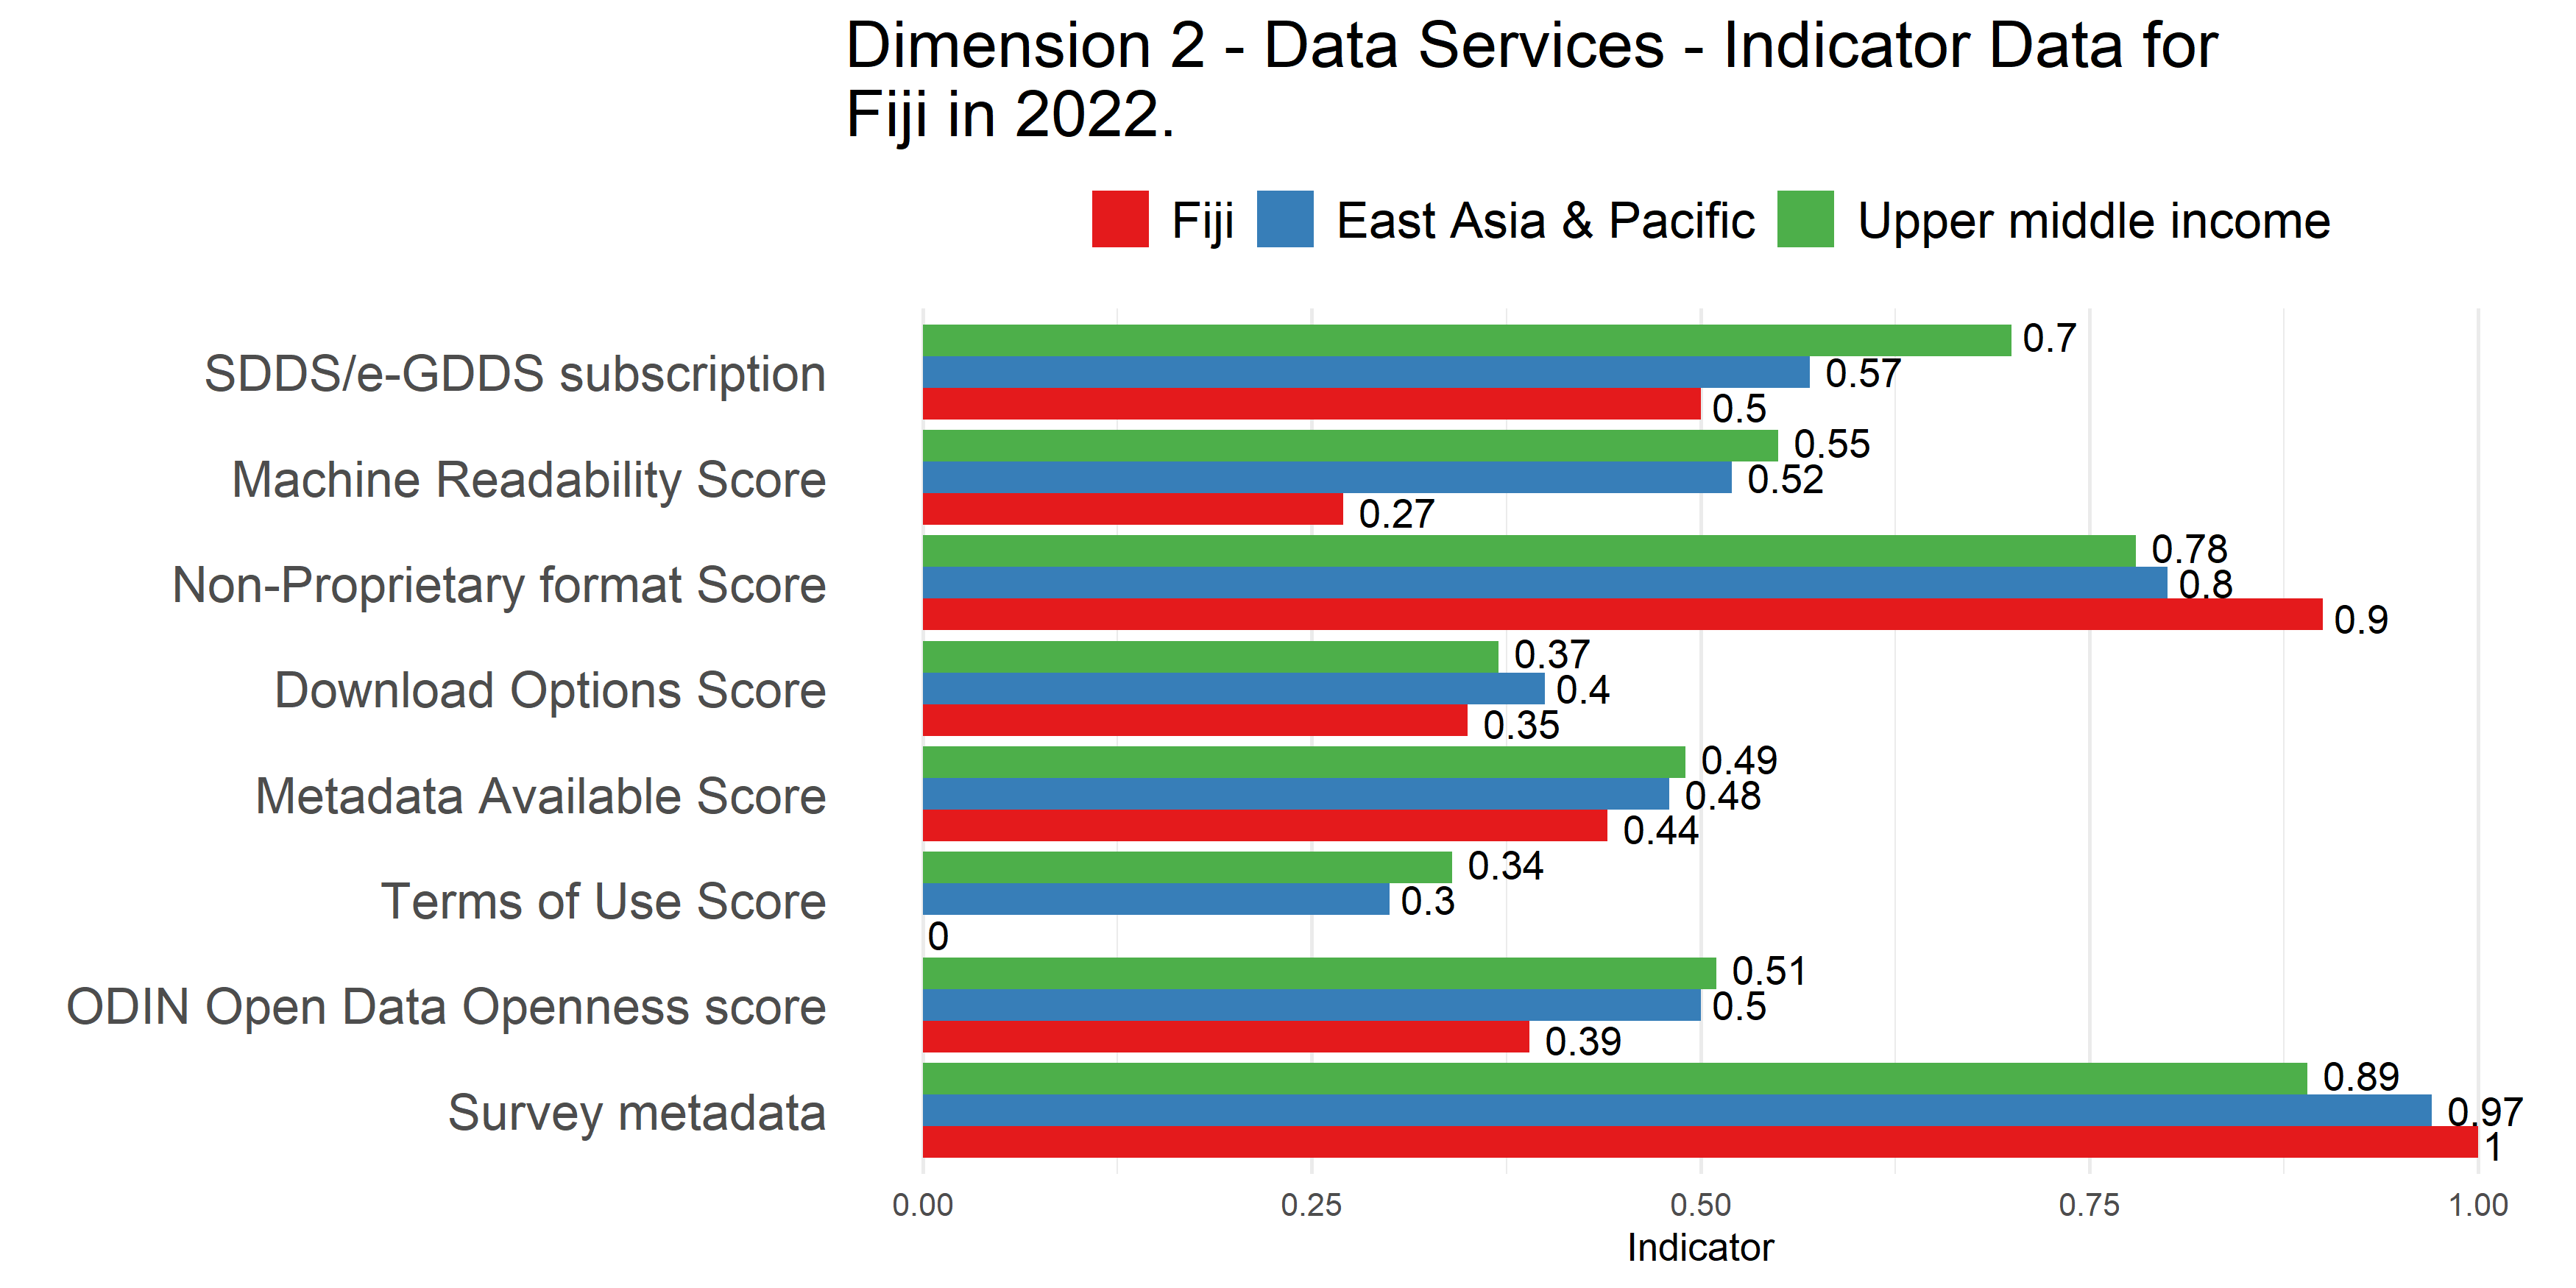 Dimension 2 - Data Services - Indicator Data for
Fiji in 2022.
Fiji East Asia & Pacific Upper middle income
SDDS/e-GDDS subscription
0.7
0.57
0.5
Machine Readability Score
0.55
0.52
0.27
Non-Proprietary format Score
0.78
0.8
0.9
Download Options Score
0.37
0.4
0.35
Metadata Available Score
0.49
0.48
0.44
Terms of Use Score
0.34
0.3
0
ODIN Open Data Openness score
0.51
0.5
0.39
Survey metadata
0.89
0.97
1
0.00 0.25 0.50 0.75 1.00
Indicator